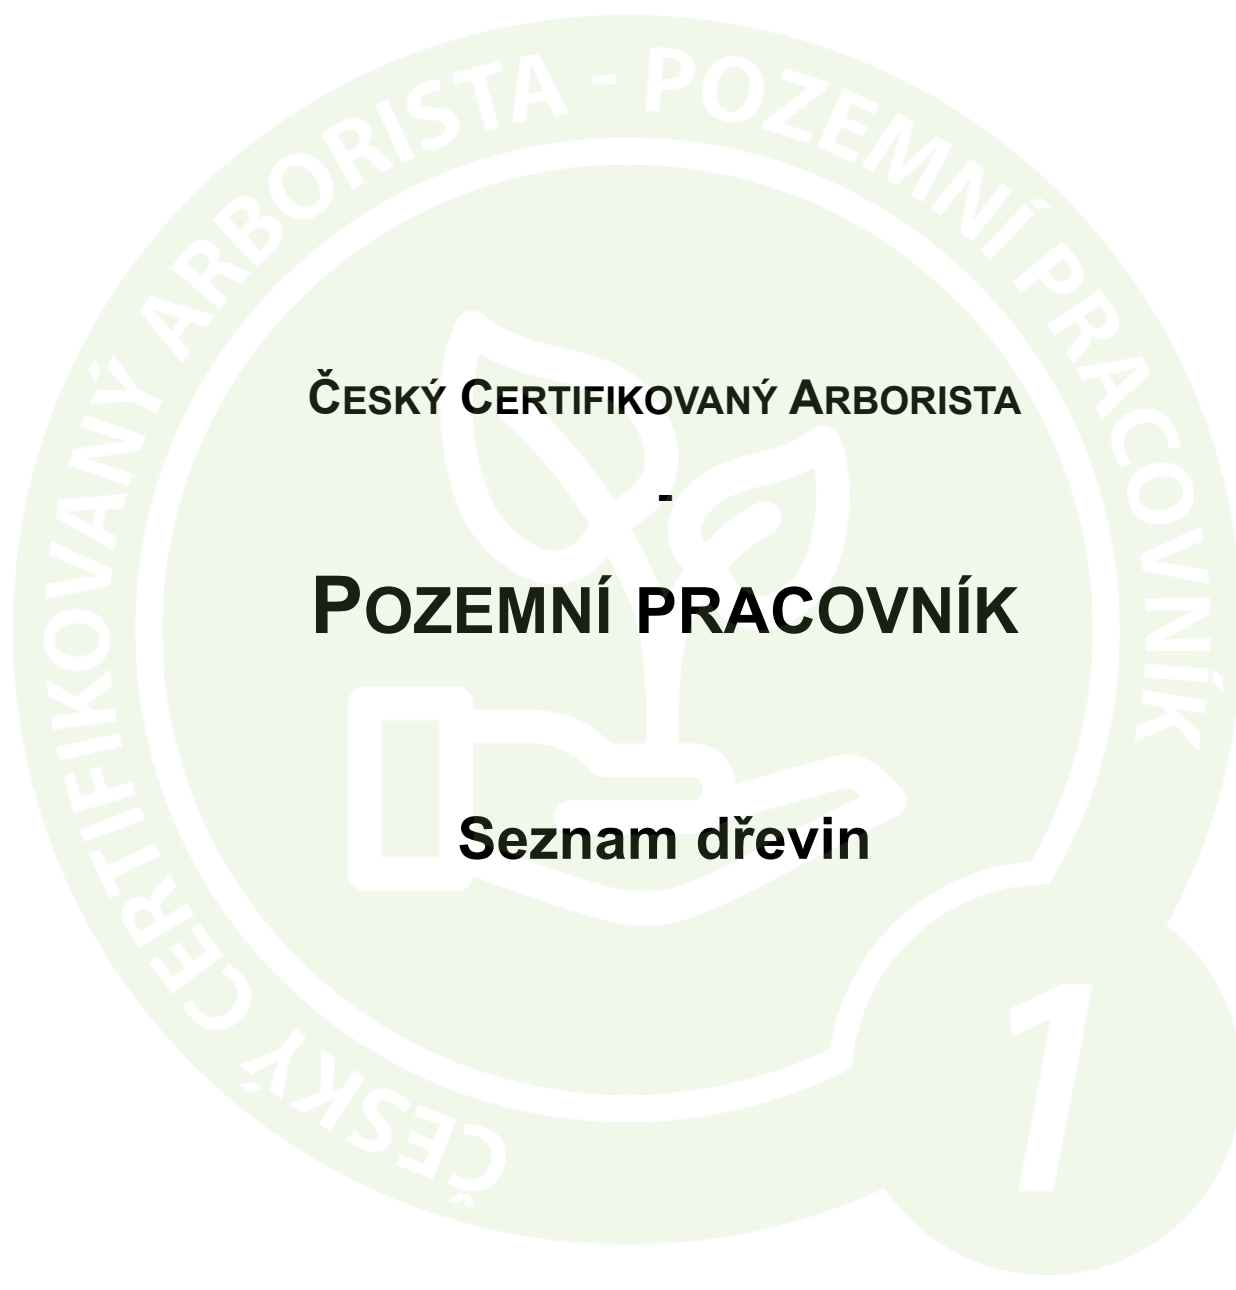 ČESKÝ CERTIFIKOVANÝ ARBORISTA - POZEMNÍ PRACOVNÍK
ČESKÝ CERTIFIKOVANÝ ARBORISTA
-
POZEMNÍ PRACOVNÍK
Seznam dřevin
1